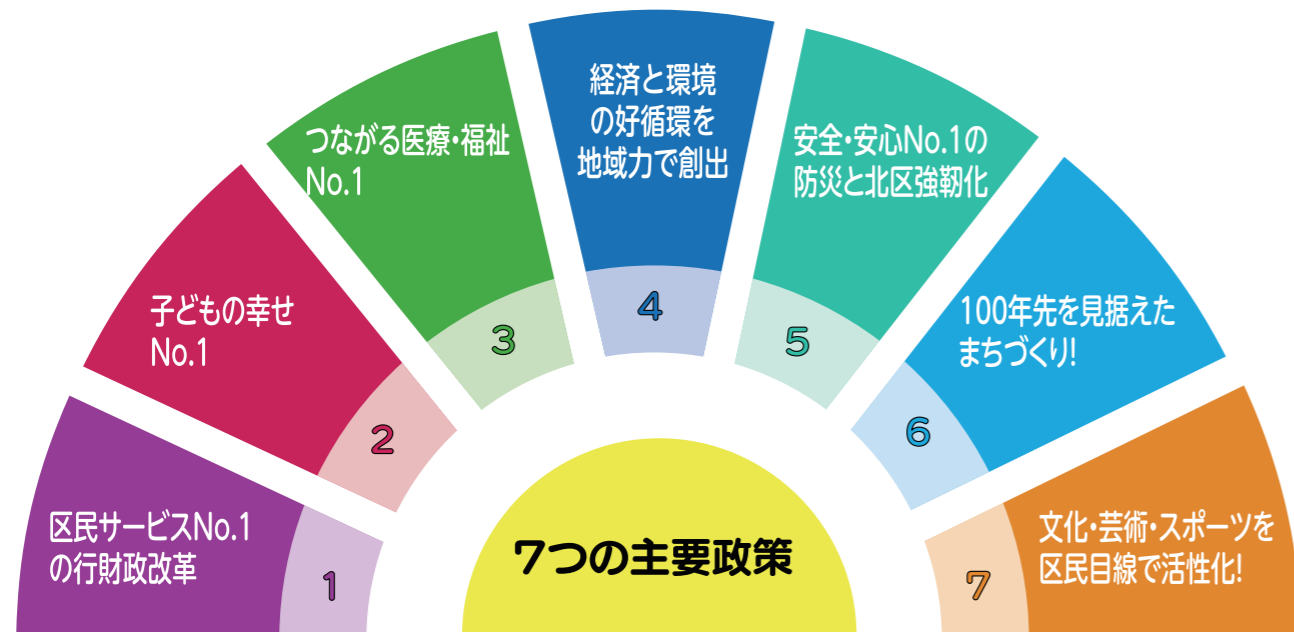 7つの主要政策
1
区民サービスNo.1
の行財政改革
2
子どもの幸せ
No.1
3
つながる医療・福祉
No.1
4
経済と環境
の好循環を
地域力で創出
5
安全・安心No.1の
防災と北区強靭化
6
100年先を見据えた
まちづくり!
7
文化・芸術・スポーツを
区民目線で活性化!